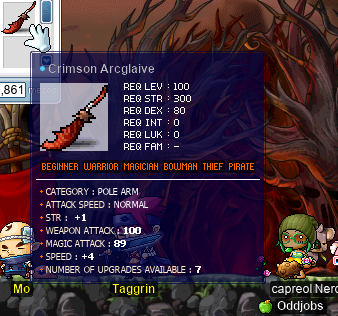 ,861
Crimson Arcglaive
REQ LEV : 100
REQ STR : 300
REQ DEX : 80
REQ INT : 0
REQ LUK : 0
REQ FAM : -
BEGINNER WARRIOR MAGICIAN BOWMAN THIEF PIRATE
CATEGORY : POLE ARM
ATTACK SPEED : NORMAL
STR : +1
WEAPON ATTACK : 100
MAGIC ATTACK : 89
SPEED : +4
NUMBER OF UPGRADES AVAILABLE : 7
Mo
Taggrin
capreol Nero
Oddjobs